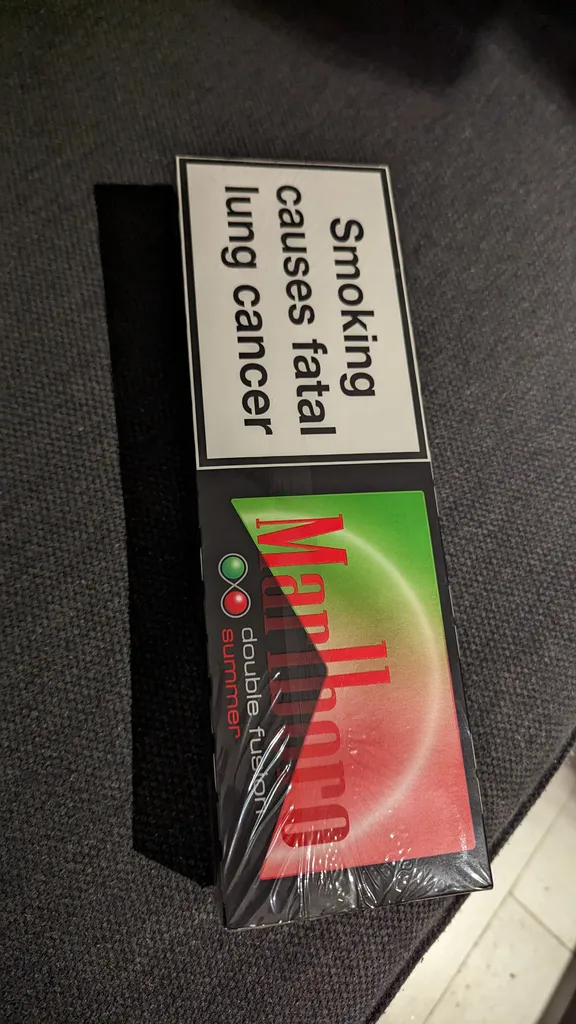 Smoking
causes fatal
lung cancer
Marlboro
double fusion
summer